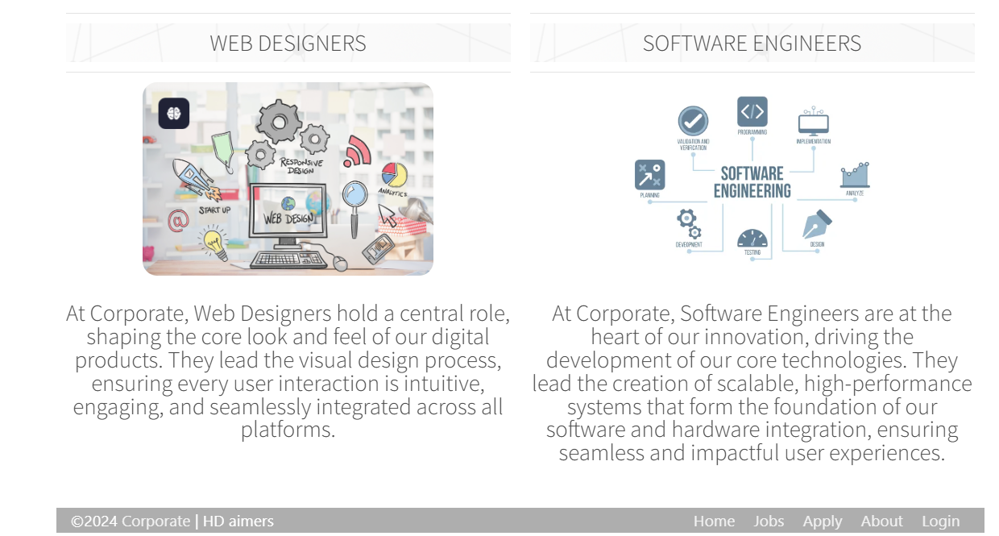 WEB DESIGNERS
SOFTWARE ENGINEERS
RESPONSIVE
DESIGN
START UP
ANALYTICS
WEB DESIGN
PROGRAMMING
VALIDATION AND
VERIFICATION
IMPLEMENTATION
SOFTWARE
ENGINEERING
PLANNING
ANALYZE
DEVEOPMENT
TESTING
DESIGN
At Corporate, Web Designers hold a central role,
shaping the core look and feel of our digital
products. They lead the visual design process,
ensuring every user interaction is intuitive,
engaging, and seamlessly integrated across all
platforms.
At Corporate, Software Engineers are at the
heart of our innovation, driving the
development of our core technologies. They
lead the creation of scalable, high-performance
systems that form the foundation of our
software and hardware integration, ensuring
seamless and impactful user experiences.
©2024 Corporate | HD aimers
Home Jobs Apply About Login